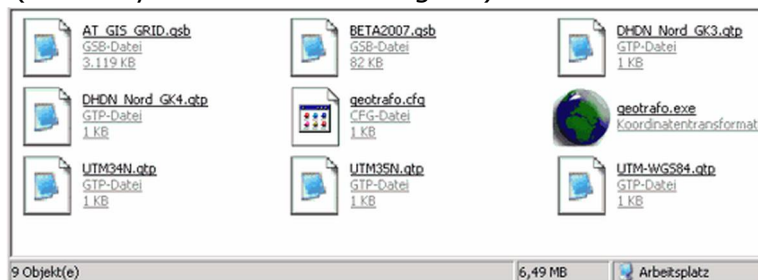 AT_GIS_GRID.gsb
GSB-Datei
3.119 KB
BETA2007.gsb
GSB-Datei
82 KB
DHDN_Nord_GK3.gtp
GTP-Datei
1 KB
DHDN_Nord_GK4.gtp
GTP-Datei
1 KB
geotrafo.cfg
CFG-Datei
1 KB
geotrafo.exe
Koordinatentransformat
UTM34N.gtp
GTP-Datei
1 KB
UTM35N.gtp
GTP-Datei
1 KB
UTM-WGS84.gtp
GTP-Datei
1 KB
9 Objekt(e)
6,49 MB
Arbeitsplatz